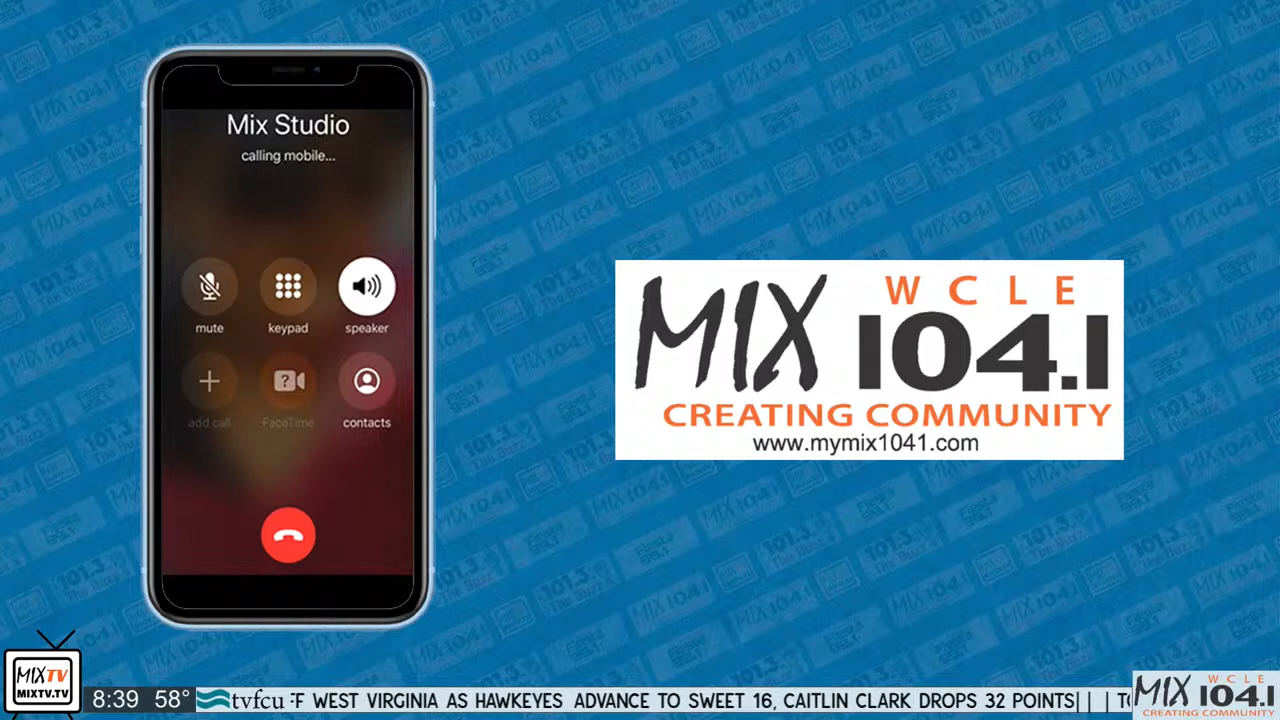 Mix Studio
calling mobile...
mute
keypad
speaker
add call
FaceTime
contacts
MIX
WCLE
104.1
CREATING COMMUNITY
www.mymix1041.com
MIXTV
MIXTV.TV
8:39 58°
tvfcu
WEST VIRGINIA AS HAWKEYES ADVANCE TO SWEET 16, CAITLIN CLARK DROPS 32 POINTS|| |
MIX
WCLE
104.1
CREATING COMMUNITY